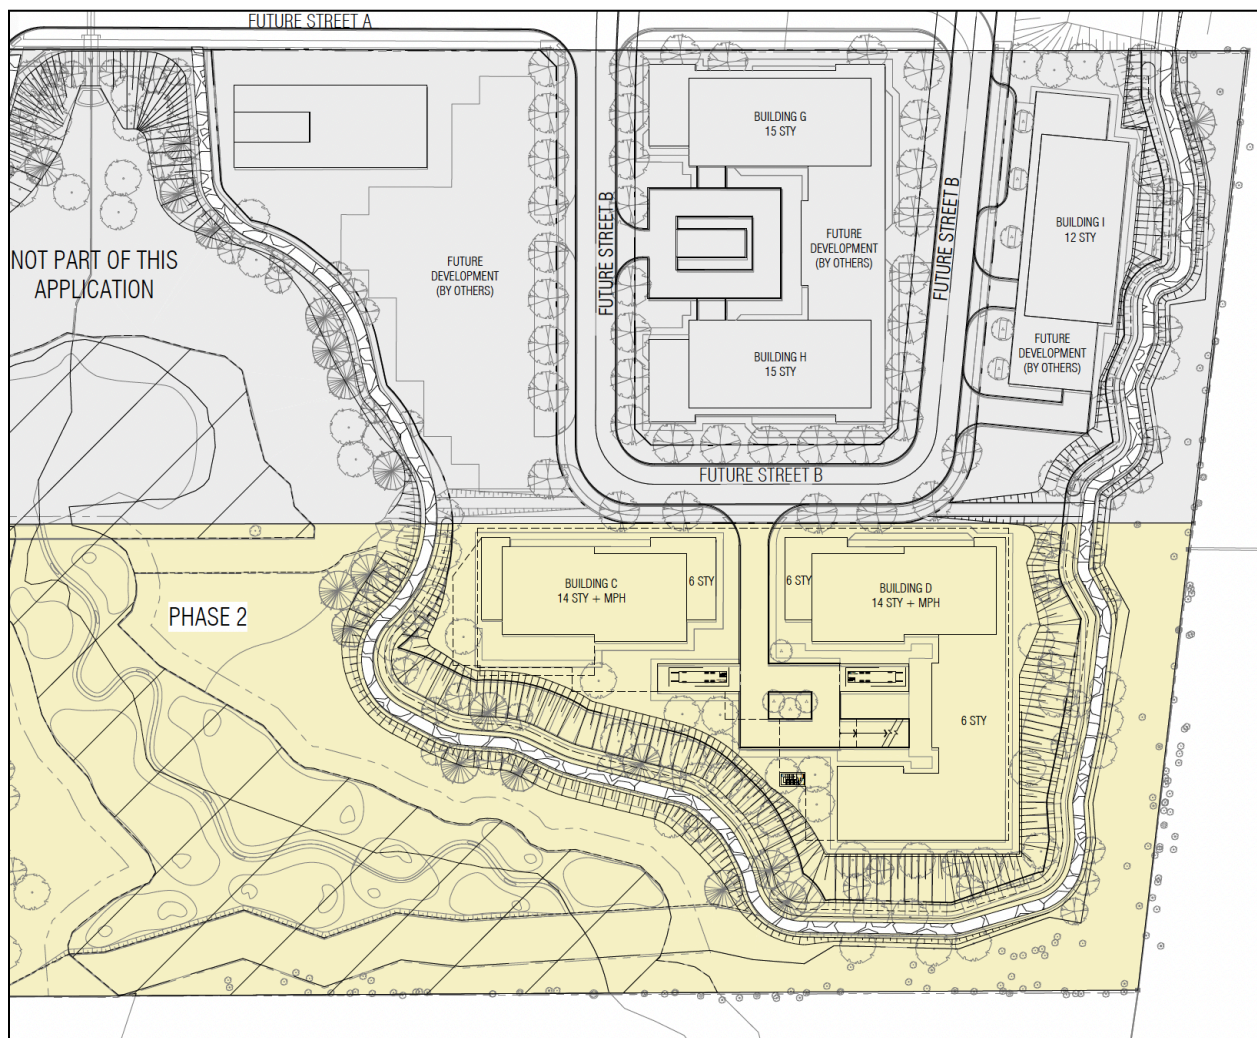 FUTURE STREET A
BUILDING G
15 STY
FUTURE STREET B
FUTURE STREET B
BUILDING I
12 STY
NOT PART OF THIS
APPLICATION
FUTURE
DEVELOPMENT
(BY OTHERS)
FUTURE
DEVELOPMENT
(BY OTHERS)
BUILDING H
15 STY
FUTURE
DEVELOPMENT
(BY OTHERS)
FUTURE STREET B
BUILDING C
14 STY + MPH
6 STY
6 STY
BUILDING D
14 STY + MPH
PHASE 2
6 STY